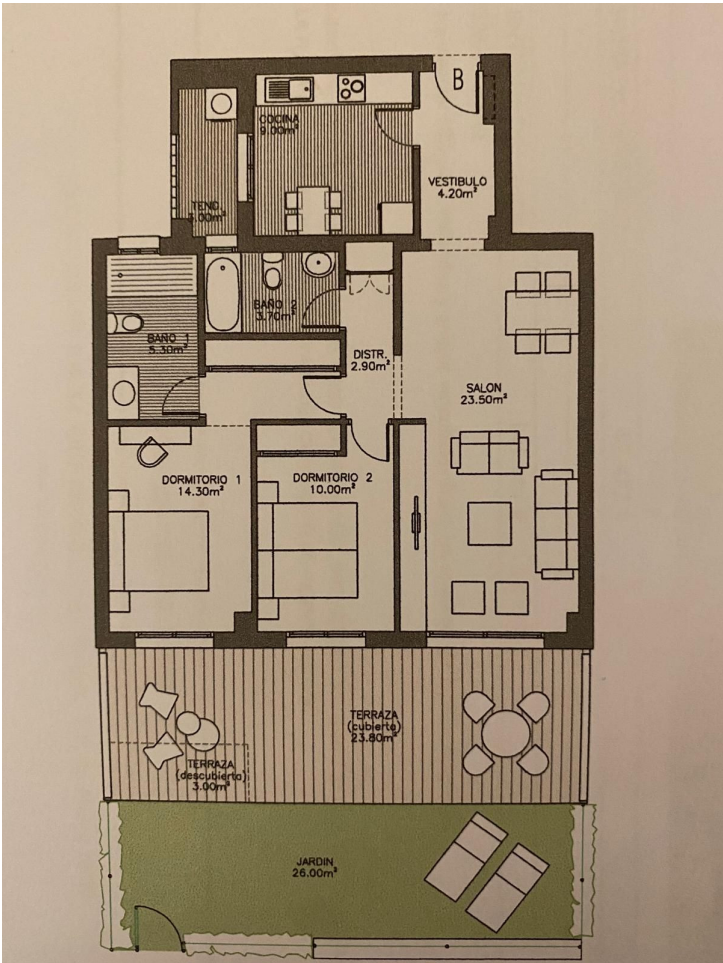 B
COCINA
9.00m²
VESTIBULO
4.20m²
TEND.
3.00m²
BAÑO 2
3.70m²
BAÑO 1
5.30m²
DISTR.
2.90m²
SALON
23.50m²
DORMITORIO 1
14.30m²
DORMITORIO 2
10.00m²
TERRAZA
(cubierta)
23.80m²
TERRAZA
(descubierta)
3.00m²
JARDIN
26.00m²